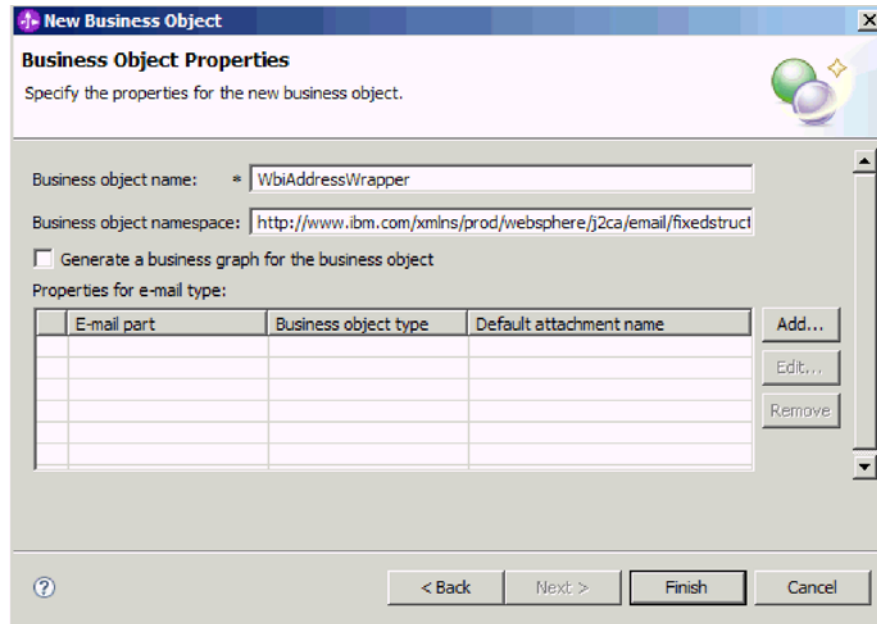 New Business Object
Business Object Properties
Specify the properties for the new business object.
Business object name: * WbiAddressWrapper
Business object namespace: http://www.ibm.com/xmlns/prod/websphere/j2ca/email/fixedstruct
Generate a business graph for the business object
Properties for e-mail type:
E-mail part Business object type Default attachment name
Add...
Edit...
Remove
< Back Next > Finish Cancel